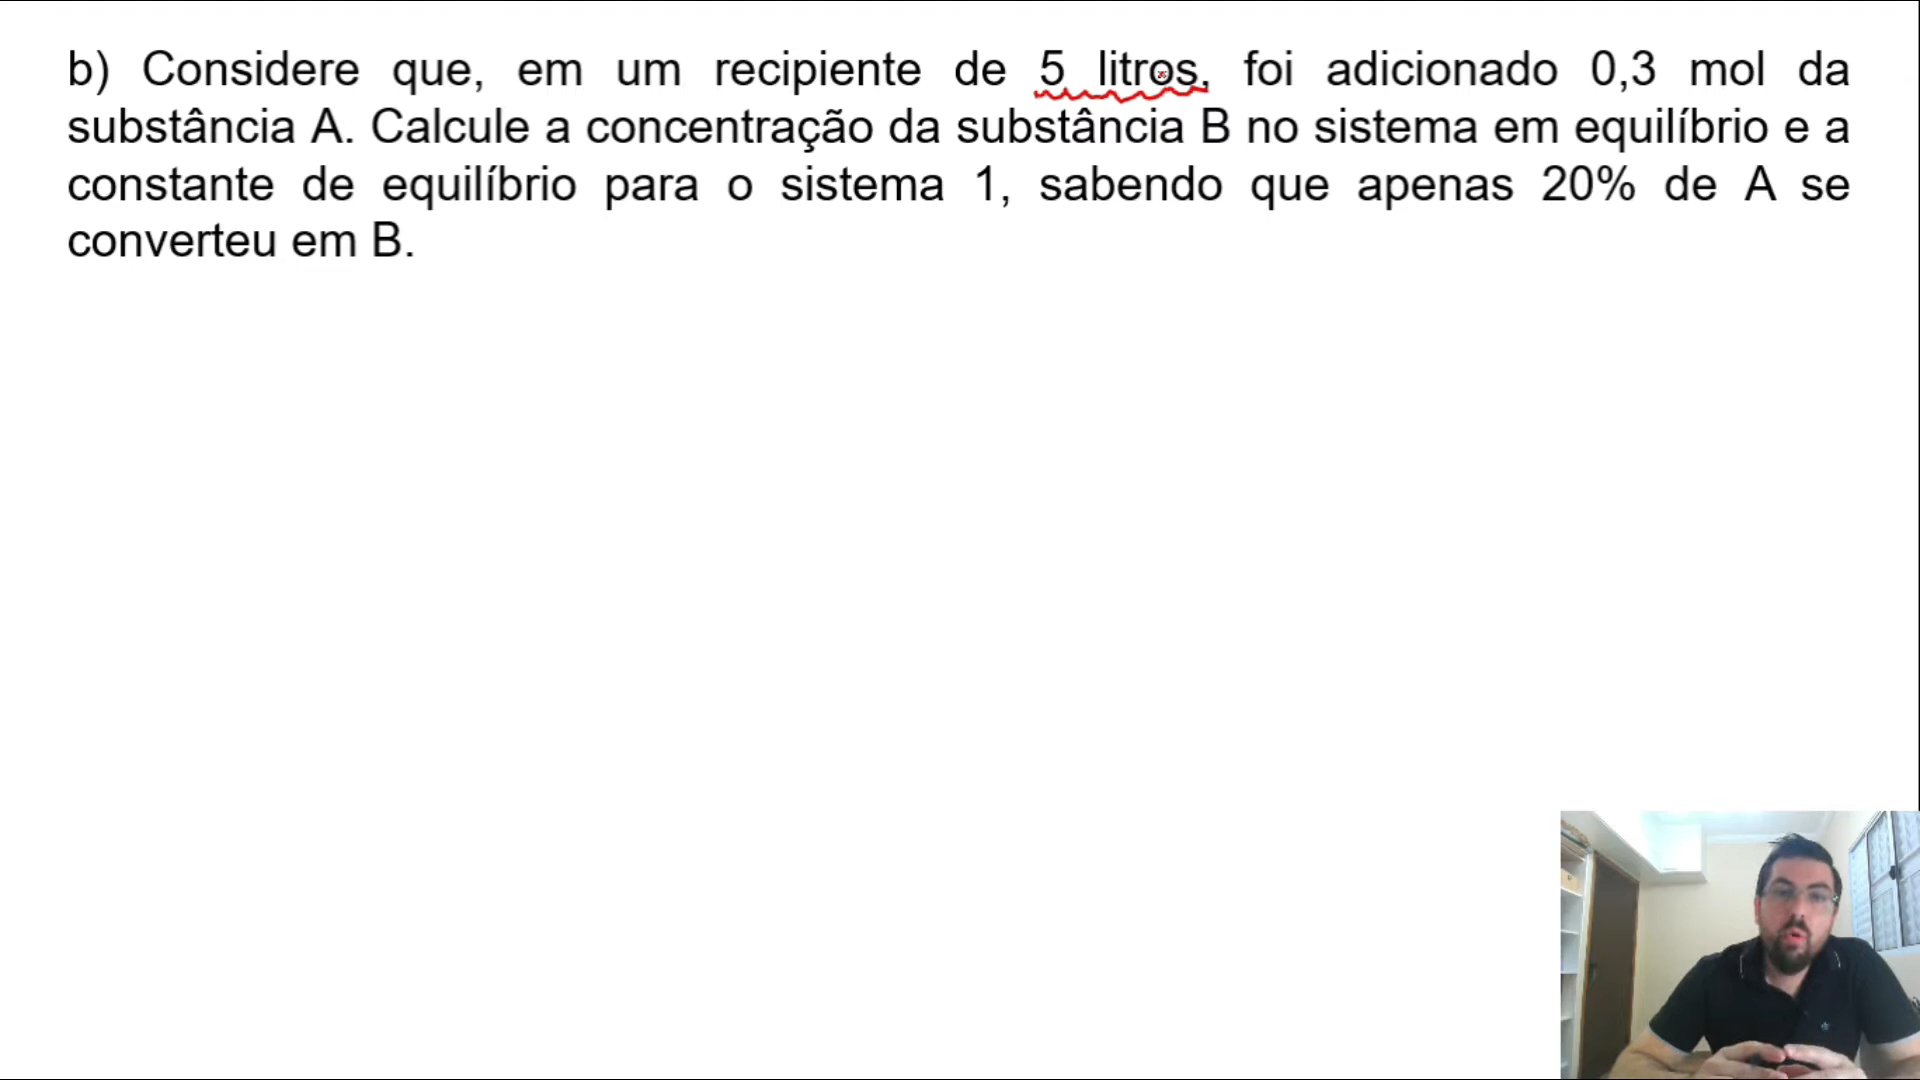 b) Considere que, em um recipiente de 5 litros, foi adicionado 0,3 mol da
substância A. Calcule a concentração da substância B no sistema em equilíbrio e a
constante de equilíbrio para o sistema 1, sabendo que apenas 20% de A se
converteu em B.